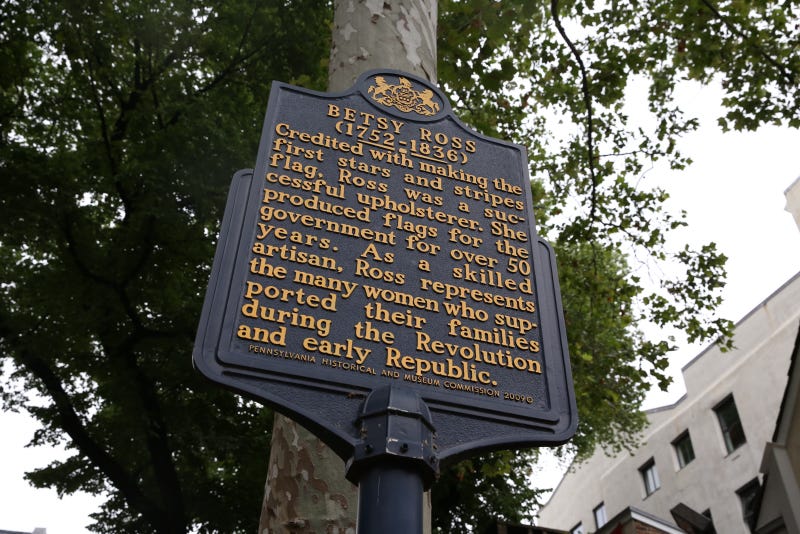 BETSY ROSS
(1752-1836)
Credited with making the
first stars and stripes
flag, Ross was a suc-
cessful upholsterer. She
produced flags for the
government for over 50
years. As a skilled
artisan, Ross represents
the many women who sup-
ported their families
during the Revolution
and early Republic.
PENNSYLVANIA HISTORICAL AND MUSEUM COMMISSION 2009©